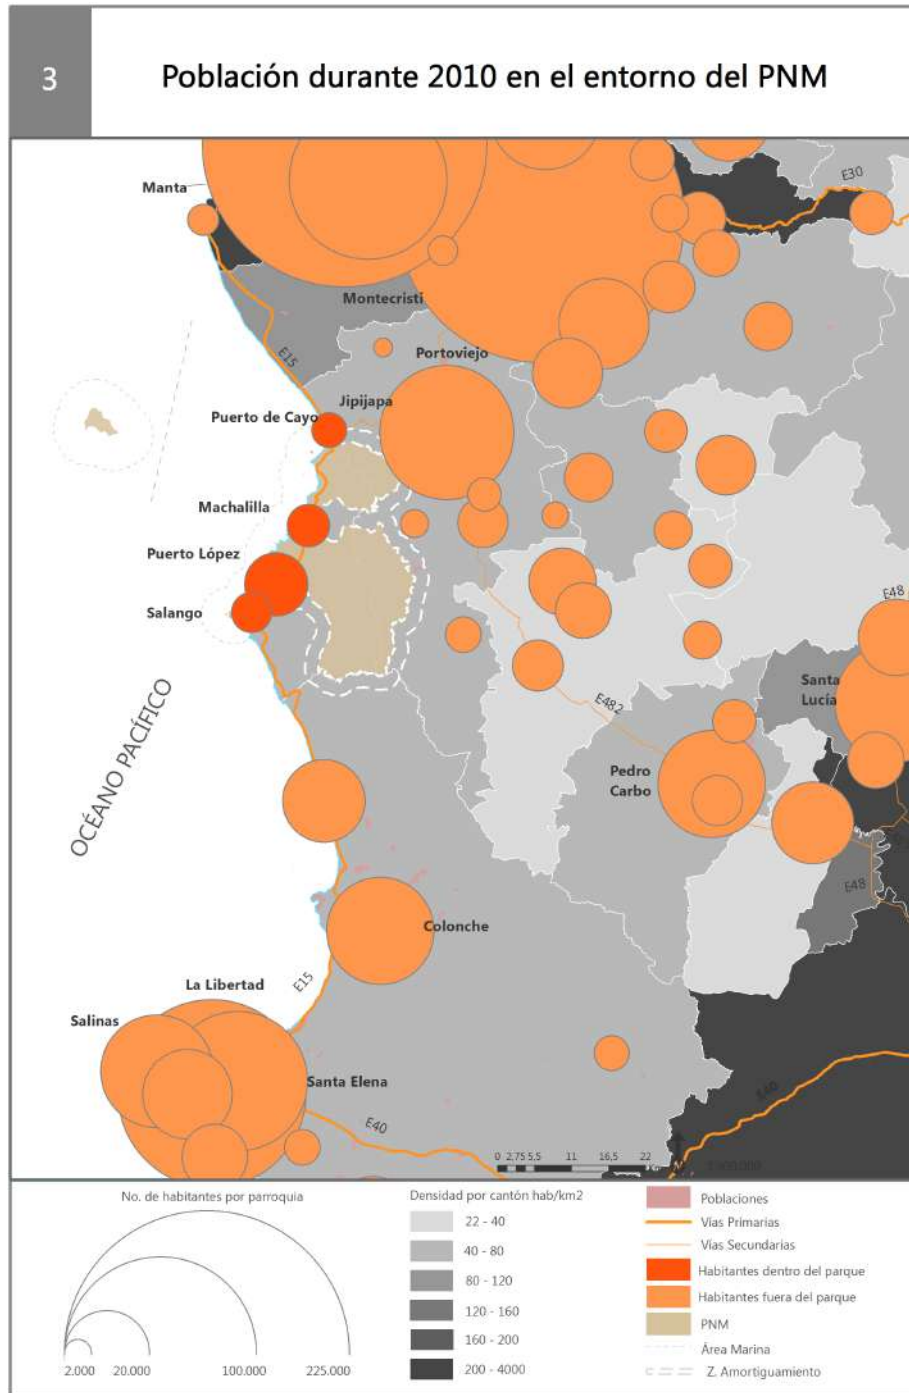 3
Población durante 2010 en el entorno del PNM
Manta
E30
Montecristi
E15
Portoviejo
Jipijapa
Puerto de Cayo
Machalilla
Puerto López
Salango
E48
Santa
Lucía
E482
OCÉANO PACÍFICO
Pedro
Carbo
E48
Colonche
E15
La Libertad
Salinas
Santa Elena
E40
E40
0 2,75 5,5 11 16,5 22
No. de habitantes por parroquia
2.000 20.000 100.000 225.000
Densidad por cantón hab/km2
22 - 40
40 - 80
80 - 120
120 - 160
160 - 200
200 - 4000
Poblaciones
Vías Primarias
Vías Secundarias
Habitantes dentro del parque
Habitantes fuera del parque
PNM
Área Marina
Z. Amortiguamiento